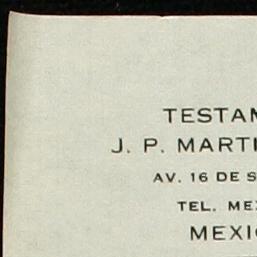 TESTAM
J. P. MARTI
AV. 16 DE S
TEL. MEX
MEXIC